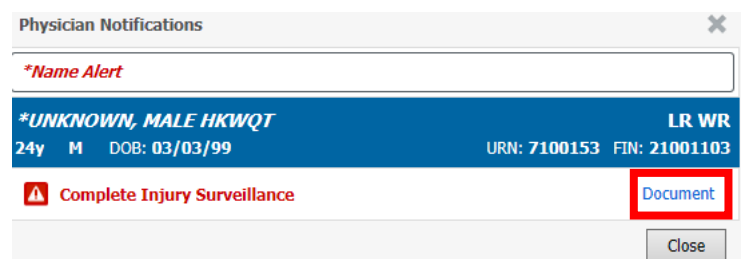 Physician Notifications
*Name Alert
*UNKNOWN, MALE HKWQT LR WR
24y M DOB: 03/03/99 URN: 7100153 FIN: 21001103
Complete Injury Surveillance Document
Close